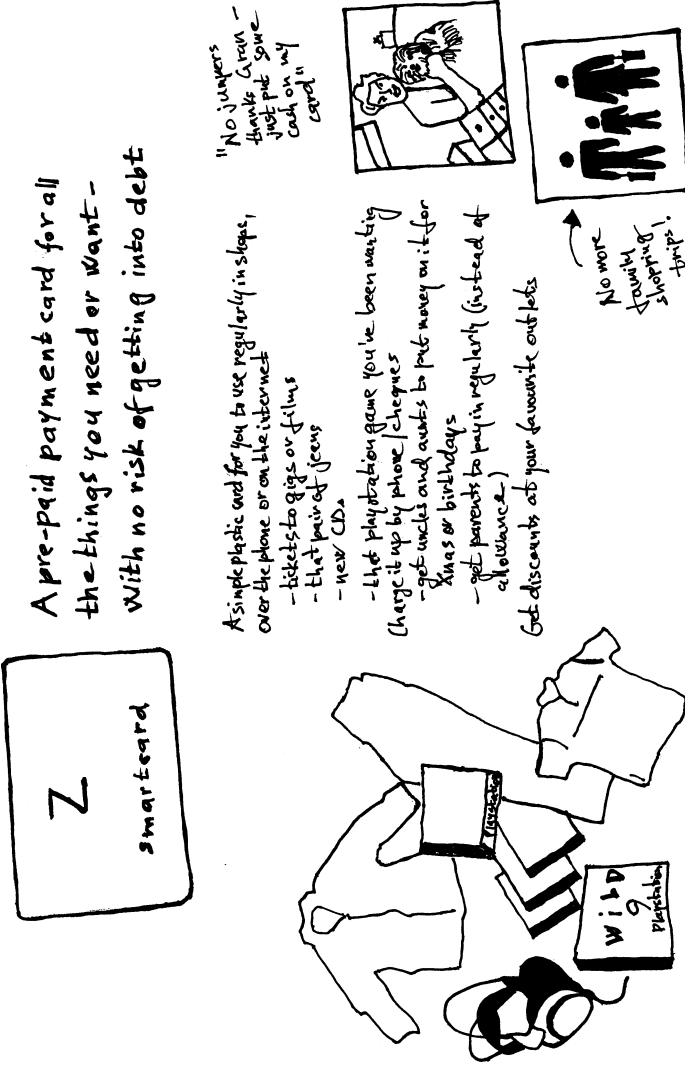 Z
smartcard
A pre-paid payment card for all
the things you need or want -
With no risk of getting into debt
"No jumpers
thanks Gran -
just put some
cash on my
card"
A simple plastic card for you to use regularly in shops,
over the phone or on the internet
- tickets to gigs or films
- that pair of jeans
- new CDs
- that playstation game you've been wanting
Charge it up by phone/cheques
- get uncles and aunts to put money on it for
Xmas or birthdays
- get parents to pay in regularly (instead of
allowance)
Get discounts at your favourite outlets
No more
family
shopping
trips!
Playstation
WilD
9
Playstation